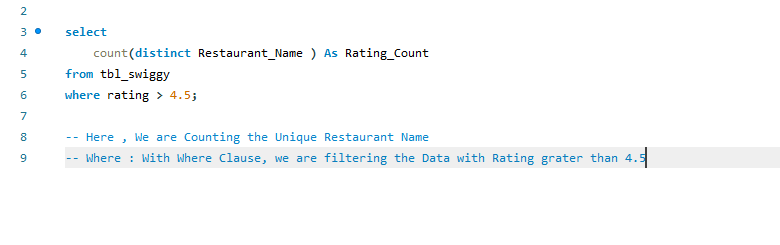 2
3 select
4 count(distinct Restaurant_Name ) As Rating_Count
5 from tbl_swiggy
6 where rating > 4.5;
7
8 -- Here , We are Counting the Unique Restaurant Name
9 -- Where : With Where Clause, we are filtering the Data with Rating grater than 4.5